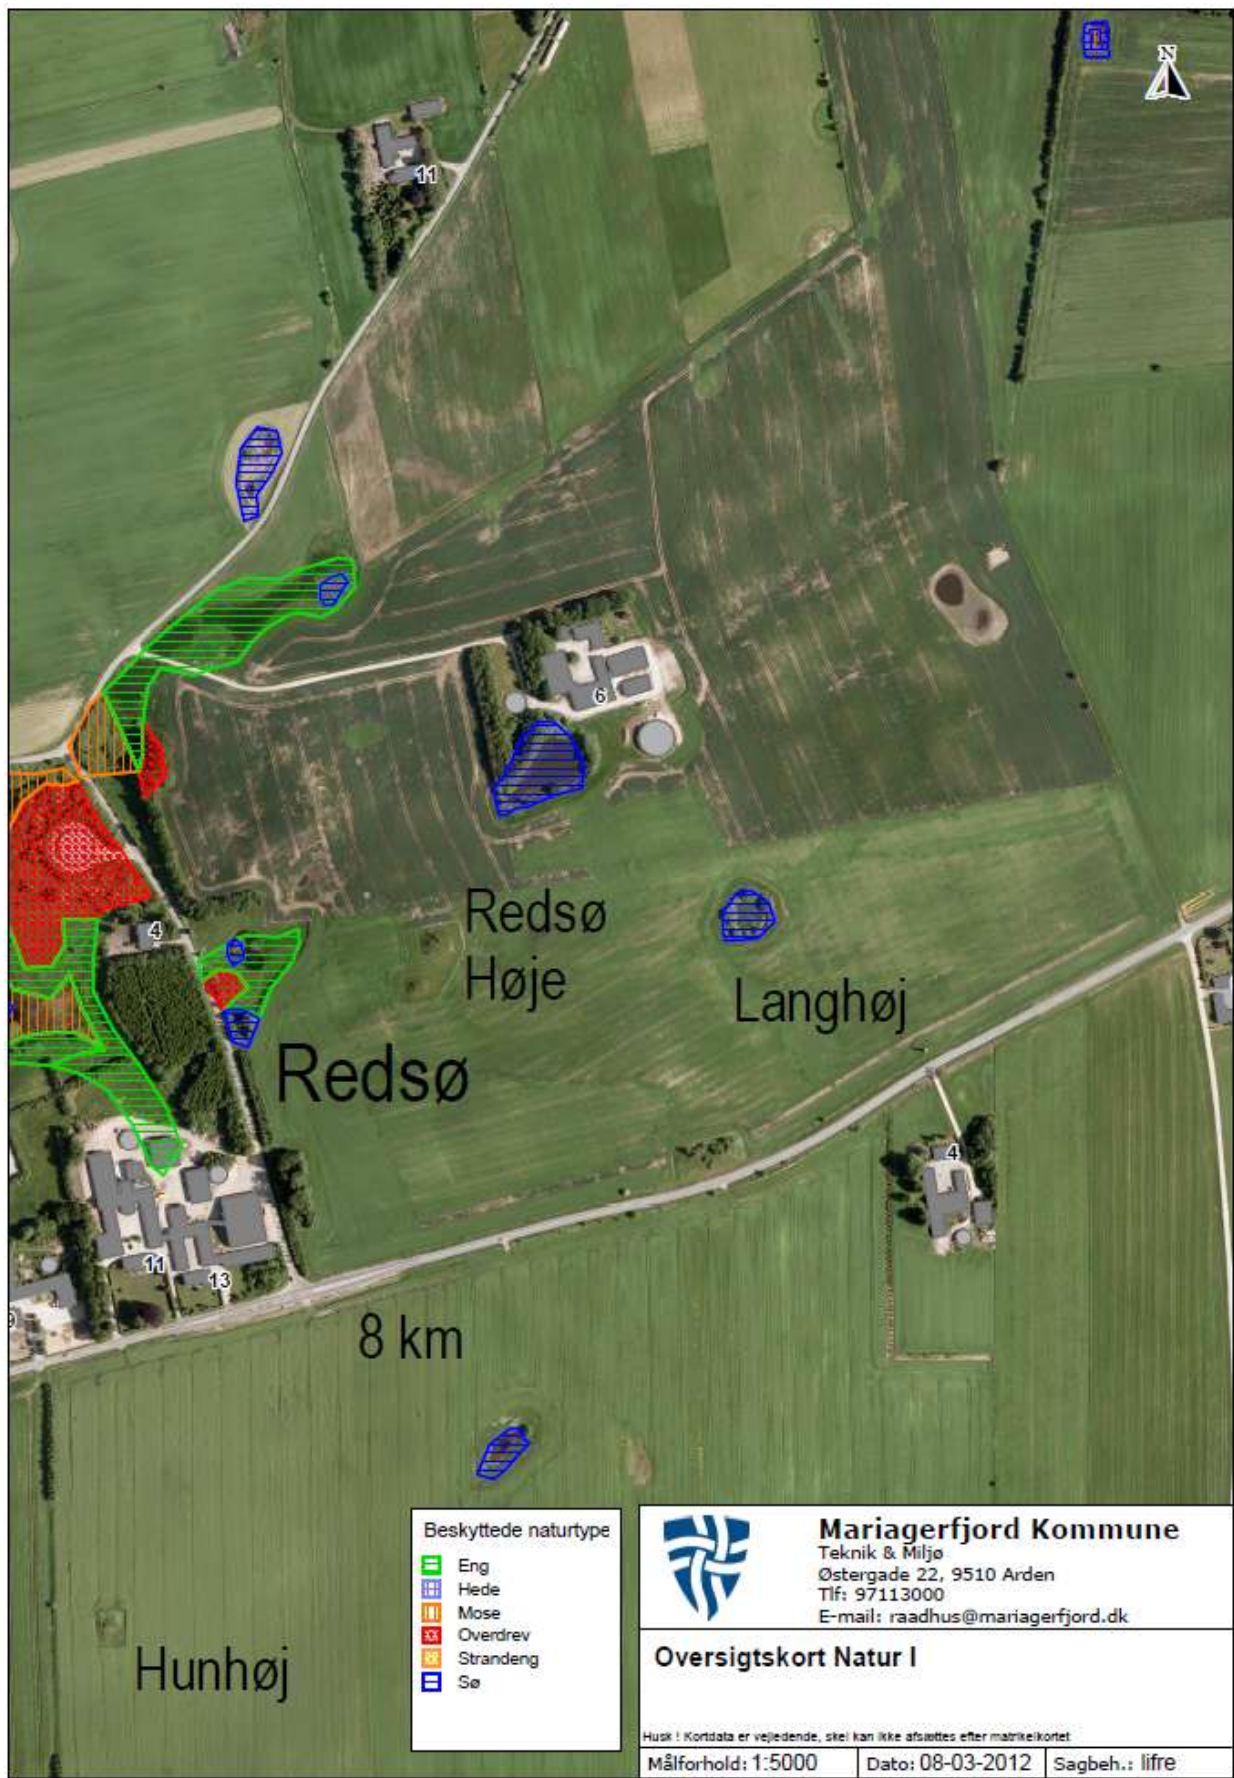 N
11
6
Redsø
Høje
4
Langhøj
Redsø
4
11
13
9
8 km
Hunhøj
Beskyttede naturtype
Eng
Hede
Mose
Overdrev
Strandeng
Sø
Mariagerfjord Kommune
Teknik & Miljø
Østergade 22, 9510 Arden
Tlf: 97113000
E-mail: raadhus@mariagerfjord.dk
Oversigtskort Natur I
Husk ! Kortdata er vejledende, skel kan ikke afsættes efter matrikelkortet
Målforhold: 1:5000 Dato: 08-03-2012 Sagbeh.: lifre